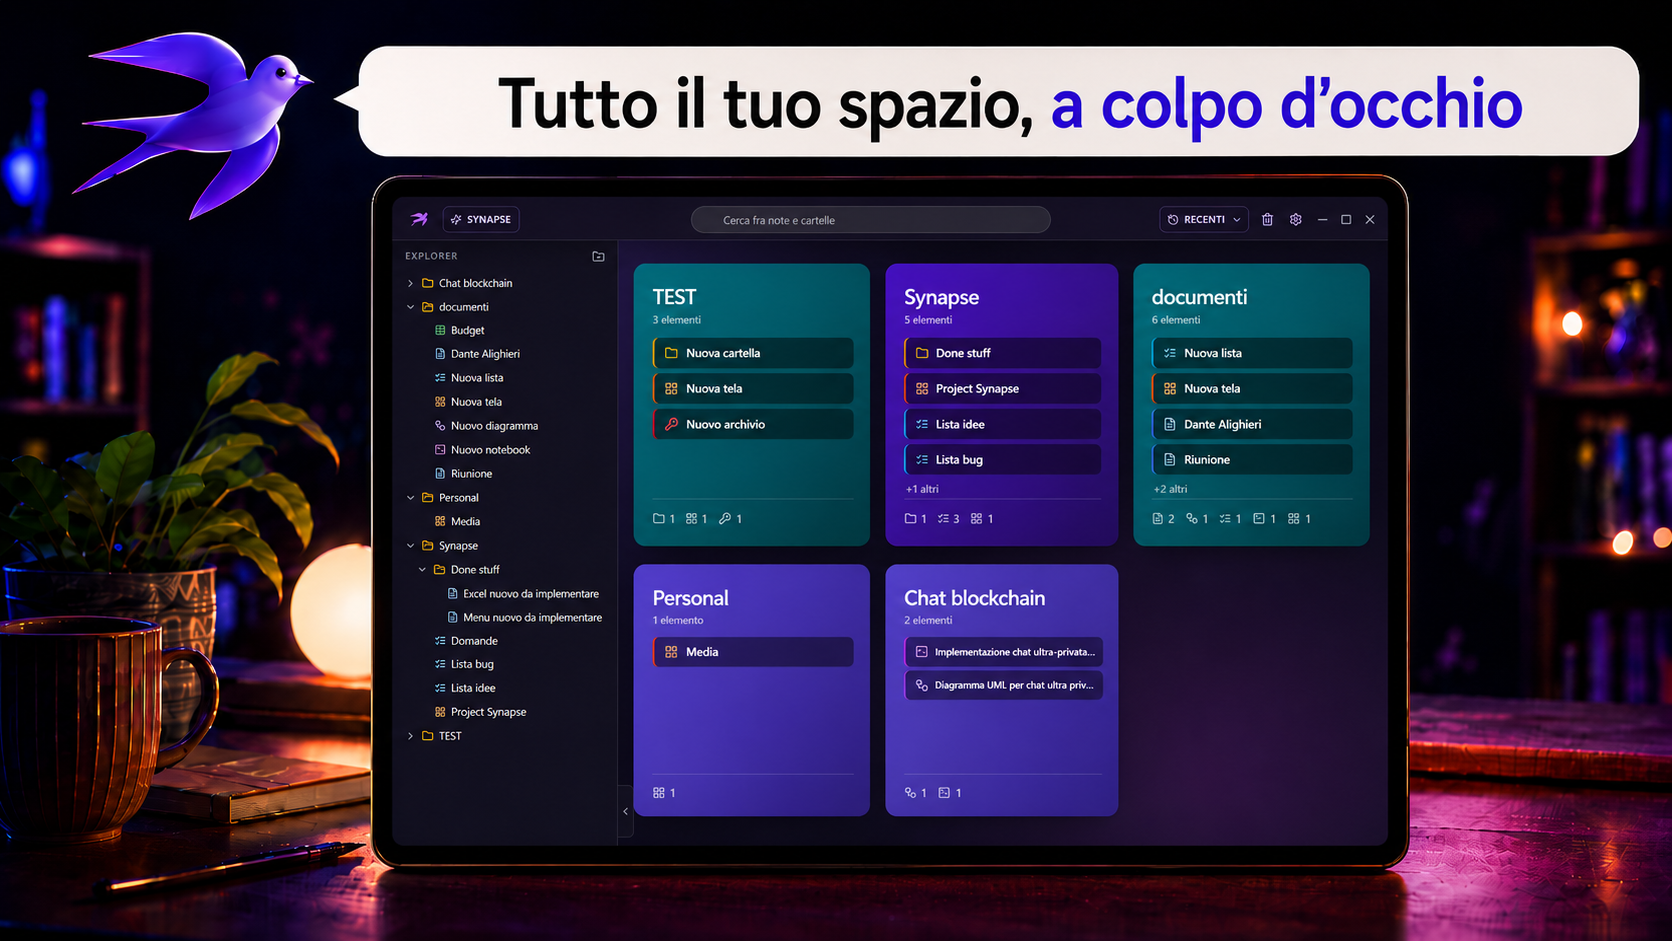 Tutto il tuo spazio, a colpo d’occhio
SYNAPSE
Cerca fra note e cartelle
RECENTI
EXPLORER
Chat blockchain
documenti
Budget
Dante Alighieri
Nuova lista
Nuova tela
Nuovo diagramma
Nuovo notebook
Riunione
Personal
Media
Synapse
Done stuff
Excel nuovo da implementare
Menu nuovo da implementare
Domande
Lista bug
Lista idee
Project Synapse
TEST
TEST
3 elementi
Nuova cartella
Nuova tela
Nuovo archivio
1 1 1
Synapse
5 elementi
Done stuff
Project Synapse
Lista idee
Lista bug
+1 altri
1 3 1
documenti
6 elementi
Nuova lista
Nuova tela
Dante Alighieri
Riunione
+2 altri
2 1 1 1 1
Personal
1 elemento
Media
1
Chat blockchain
2 elementi
Implementazione chat ultra-privata...
Diagramma UML per chat ultra priv...
1 1